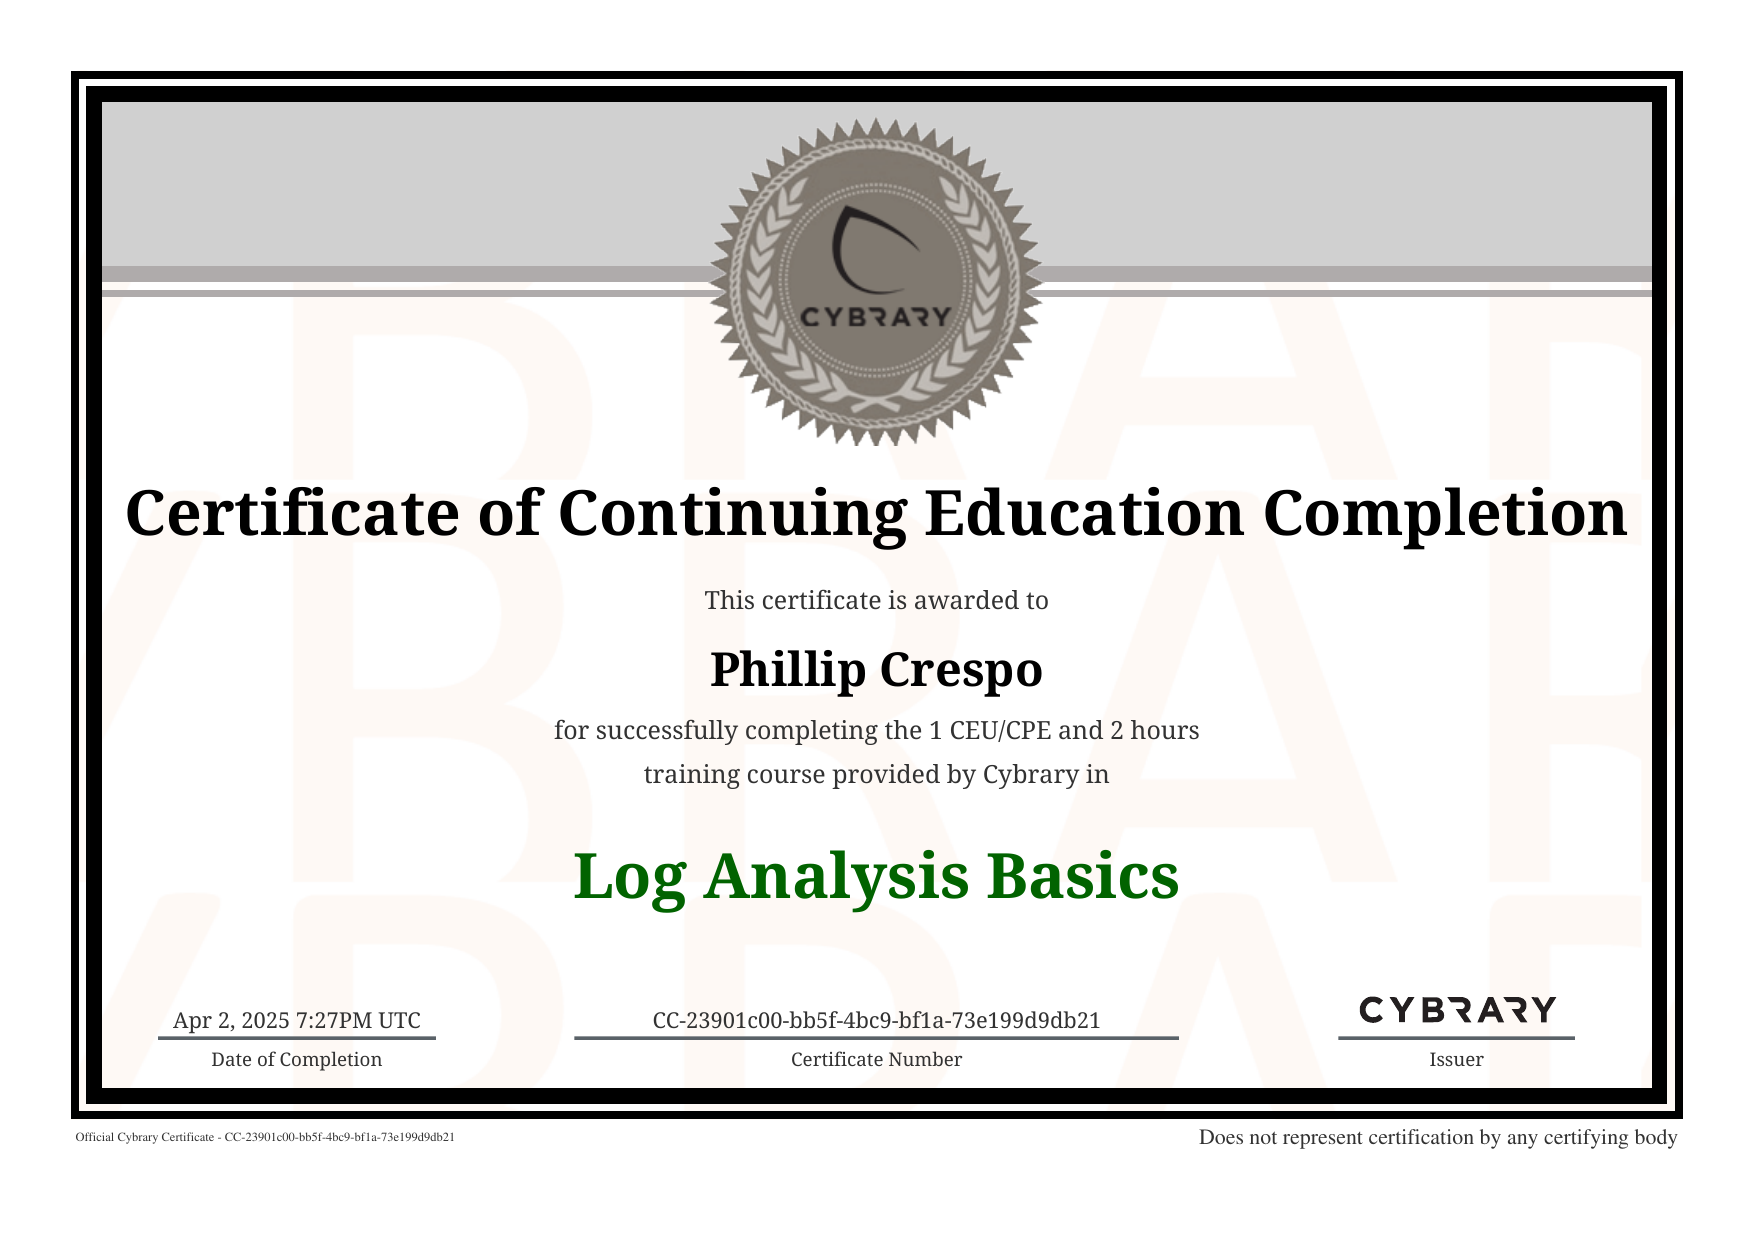 CYBRARY
Certificate of Continuing Education Completion
This certificate is awarded to
Phillip Crespo
for successfully completing the 1 CEU/CPE and 2 hours
training course provided by Cybrary in
Log Analysis Basics
Apr 2, 2025 7:27PM UTC
Date of Completion
CC-23901c00-bb5f-4bc9-bf1a-73e199d9db21
Certificate Number
CYBRARY
Issuer
Official Cybrary Certificate - CC-23901c00-bb5f-4bc9-bf1a-73e199d9db21
Does not represent certification by any certifying body